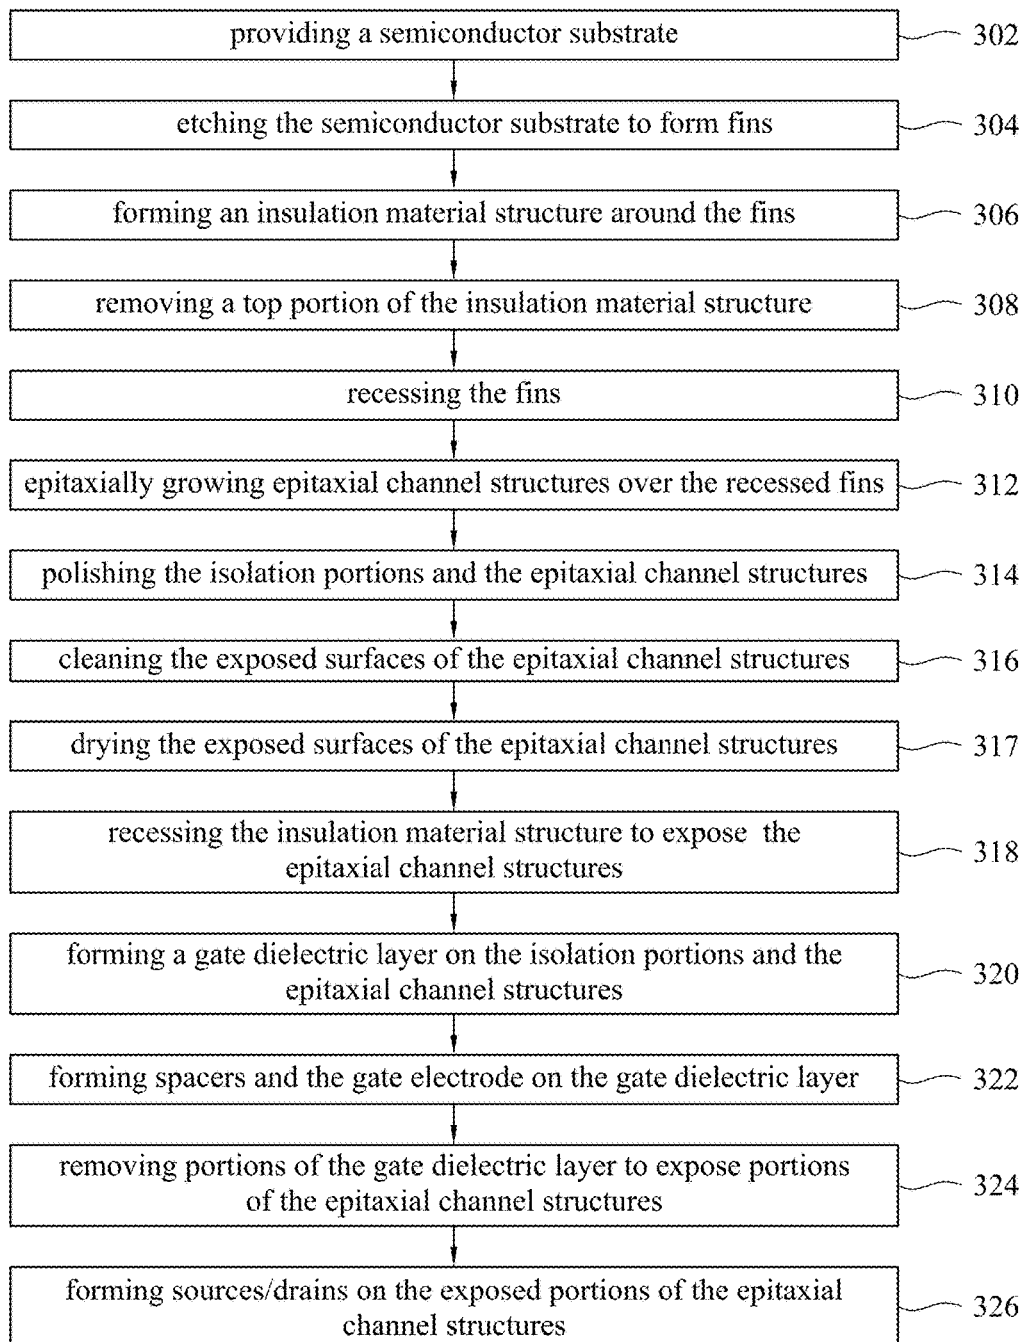 providing a semiconductor substrate 302
etching the semiconductor substrate to form fins 304
forming an insulation material structure around the fins 306
removing a top portion of the insulation material structure 308
recessing the fins 310
epitaxially growing epitaxial channel structures over the recessed fins 312
polishing the isolation portions and the epitaxial channel structures 314
cleaning the exposed surfaces of the epitaxial channel structures 316
drying the exposed surfaces of the epitaxial channel structures 317
recessing the insulation material structure to expose the
epitaxial channel structures 318
forming a gate dielectric layer on the isolation portions and the
epitaxial channel structures 320
forming spacers and the gate electrode on the gate dielectric layer 322
removing portions of the gate dielectric layer to expose portions
of the epitaxial channel structures 324
forming sources/drains on the exposed portions of the epitaxial
channel structures 326